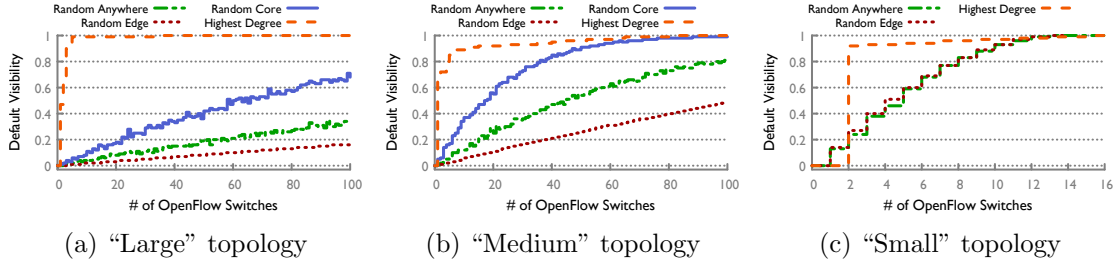 Random Anywhere Random Core
Random Edge Highest Degree
Default Visibility
1
0.8
0.6
0.4
0.2
0
0 20 40 60 80 100
# of OpenFlow Switches
(a) “Large” topology
Random Anywhere Random Core
Random Edge Highest Degree
Default Visibility
1
0.8
0.6
0.4
0.2
0
0 20 40 60 80 100
# of OpenFlow Switches
(b) “Medium” topology
Random Anywhere Highest Degree
Random Edge
Default Visibility
1
0.8
0.6
0.4
0.2
0
0 2 4 6 8 10 12 14 16
# of OpenFlow Switches
(c) “Small” topology